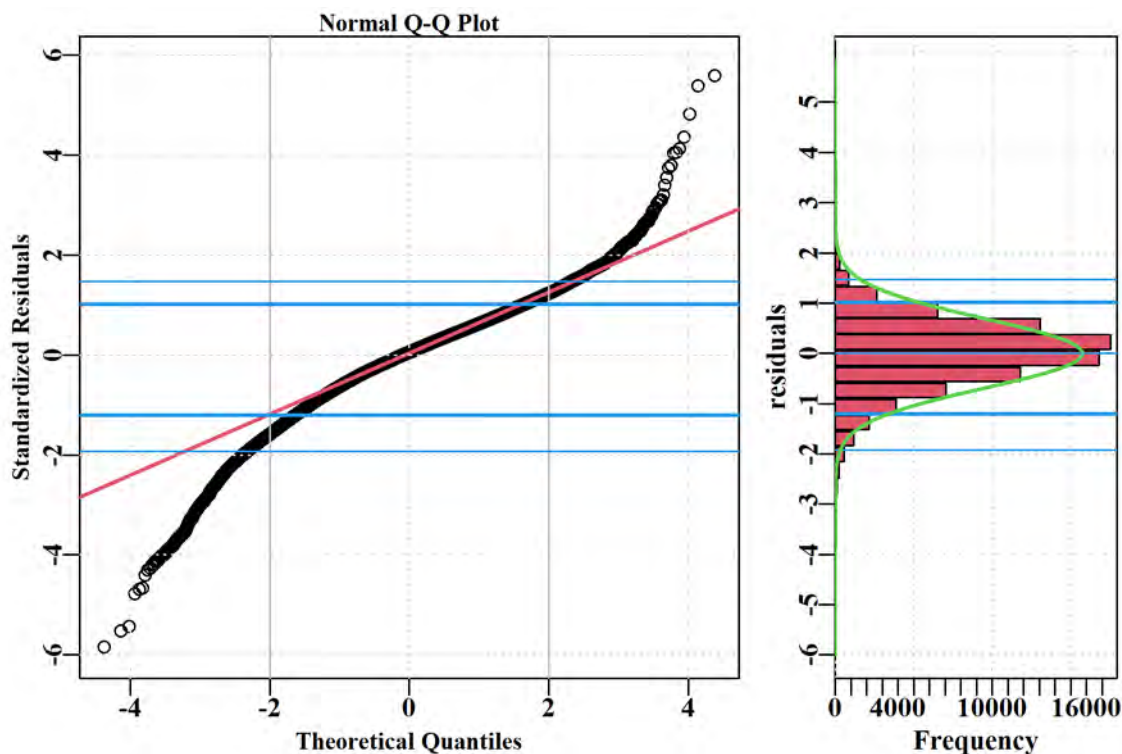 Normal Q-Q Plot
Standardized Residuals
6
4
2
0
-2
-4
-6
-4 -2 0 2 4
Theoretical Quantiles
residuals
5
4
3
2
1
0
-1
-2
-3
-4
-5
-6
0 4000 10000 16000
Frequency